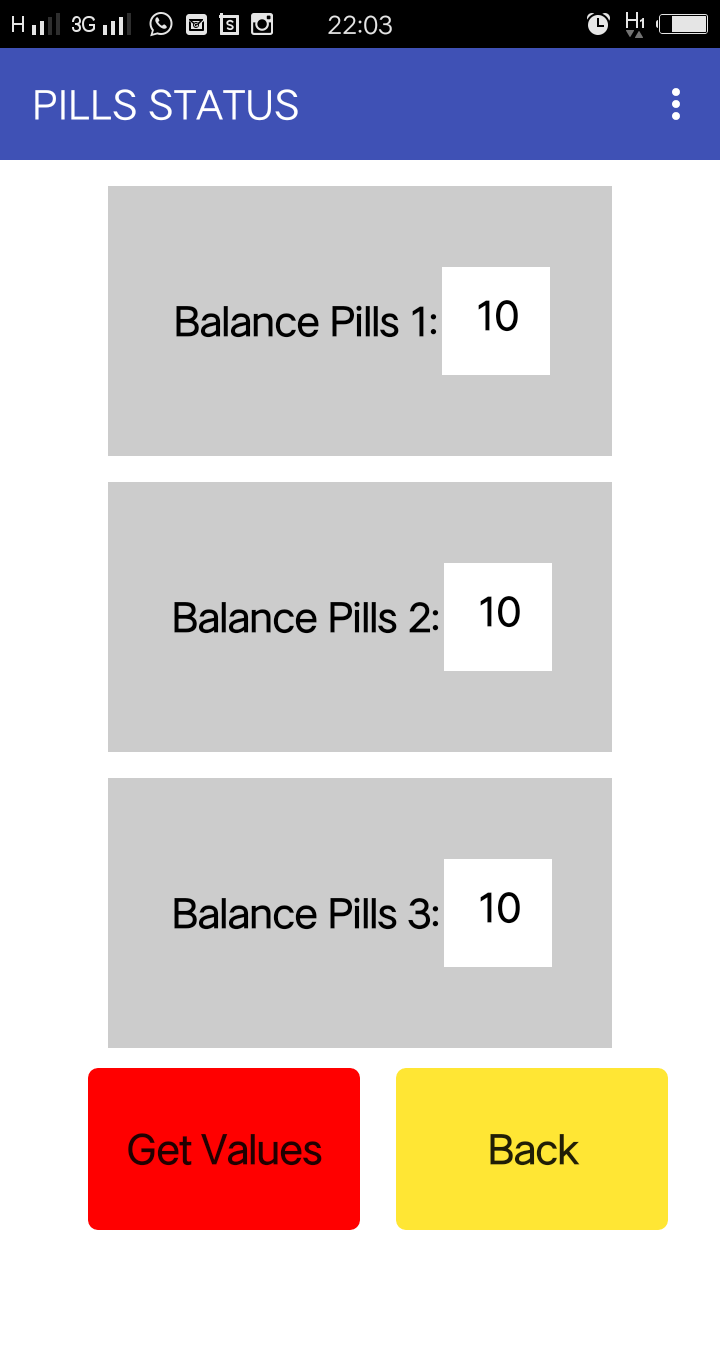 H 3G 22:03 H1
PILLS STATUS
Balance Pills 1: 10
Balance Pills 2: 10
Balance Pills 3: 10
Get Values Back